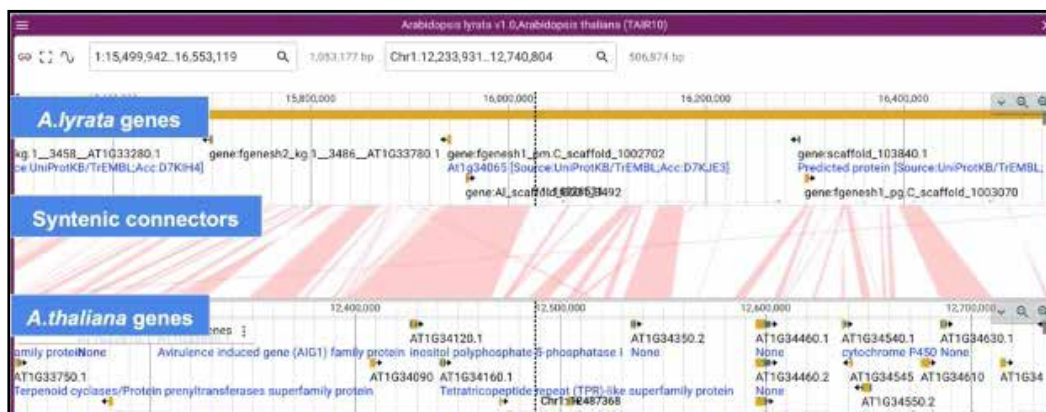 Arabidopsis lyrata v1.0,Arabidopsis thaliana (TAIR10)
1:15,499,942..16,553,119 1,053,177 bp Chr1:12,233,931..12,740,804 506,874 bp
15,800,000 16,000,000 16,200,000 16,400,000
A.lyrata genes
kg.1__3458__AT1G33280.1 gene:fgenesh2_kg.1__3486__AT1G33780.1 gene:fgenesh1_pm.C_scaffold_1002702 gene:scaffold_103840.1
ce:UniProtKB/TrEMBL;Acc:D7KIH4] At1g34065 [Source:UniProtKB/TrEMBL;Acc:D7KJE3] Predicted protein [Source:UniProtKB/TrEMBL;
gene:fgenesh1_pg.C_scaffold_1003070
Syntenic connectors
12,400,000 12,500,000 12,600,000 12,700,000
A.thaliana genes
enes
AT1G34120.1 AT1G34350.2 AT1G34460.1 AT1G34540.1 AT1G34630.1
amily proteinNone Avirulence induced gene (AIG1) family protein inositol polyphosphate 5-phosphatase I None None cytochrome P450 None
AT1G33750.1 AT1G34090 AT1G34160.1 AT1G34460.2 AT1G34545 AT1G34610 AT1G34
Terpenoid cyclases/Protein prenyltransferases superfamily protein Tetratricopeptide repeat (TPR)-like superfamily protein None
AT1G34550.2